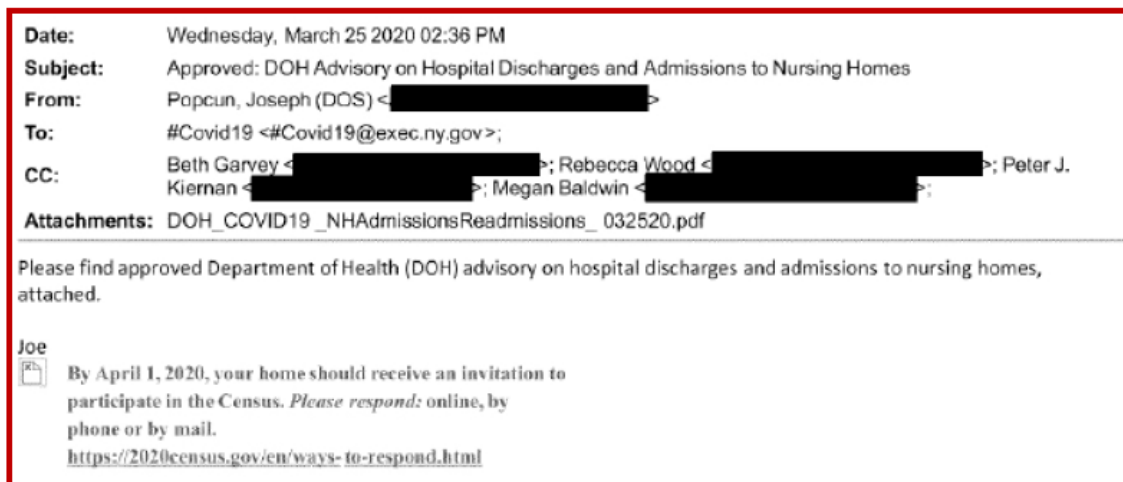 Date: Wednesday, March 25 2020 02:36 PM
Subject: Approved: DOH Advisory on Hospital Discharges and Admissions to Nursing Homes
From: Popcun, Joseph (DOS) < >
To: #Covid19 <#Covid19@exec.ny.gov>;
CC: Beth Garvey < >; Rebecca Wood < >; Peter J.
Kiernan < >; Megan Baldwin < >;
Attachments: DOH_COVID19 _NHAdmissionsReadmissions_ 032520.pdf
Please find approved Department of Health (DOH) advisory on hospital discharges and admissions to nursing homes,
attached.
Joe
By April 1, 2020, your home should receive an invitation to
participate in the Census. Please respond: online, by
phone or by mail.
https://2020census.gov/en/ways- to-respond.html